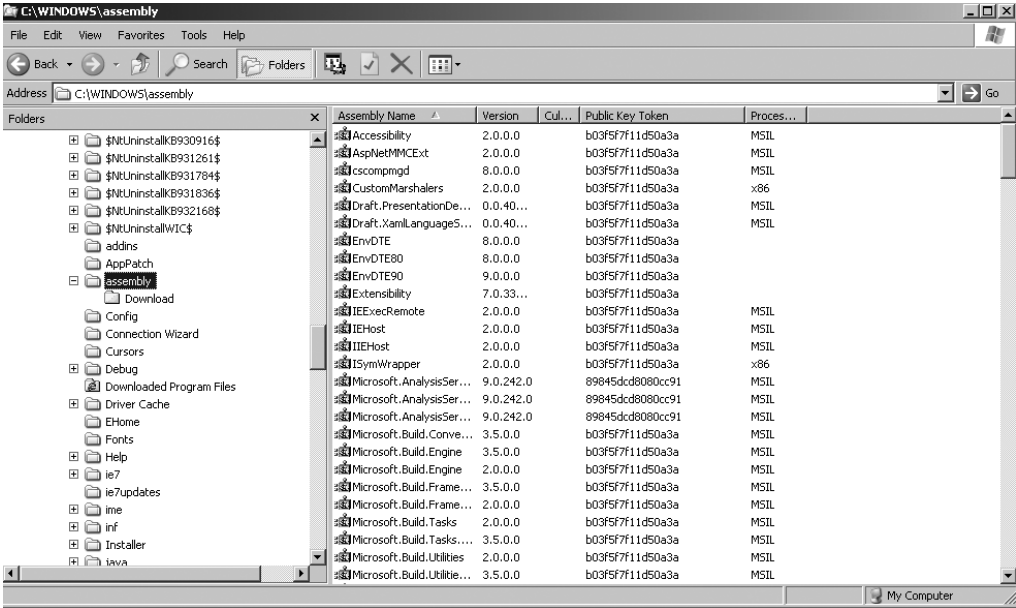 C:\WINDOWS\assembly
File Edit View Favorites Tools Help
Back Search Folders
Address C:\WINDOWS\assembly Go
Folders
$NtUninstallKB930916$
$NtUninstallKB931261$
$NtUninstallKB931784$
$NtUninstallKB931836$
$NtUninstallKB932168$
$NtUninstallWIC$
addins
AppPatch
assembly
Download
Config
Connection Wizard
Cursors
Debug
Downloaded Program Files
Driver Cache
EHome
Fonts
Help
ie7
ie7updates
ime
inf
Installer
java
Assembly Name Version Cul... Public Key Token Proces...
Accessibility 2.0.0.0 b03f5f7f11d50a3a MSIL
AspNetMMCExt 2.0.0.0 b03f5f7f11d50a3a MSIL
cscompmgd 8.0.0.0 b03f5f7f11d50a3a MSIL
CustomMarshalers 2.0.0.0 b03f5f7f11d50a3a x86
Draft.PresentationDe... 0.0.40... b03f5f7f11d50a3a MSIL
Draft.XamlLanguageS... 0.0.40... b03f5f7f11d50a3a MSIL
EnvDTE 8.0.0.0 b03f5f7f11d50a3a
EnvDTE80 8.0.0.0 b03f5f7f11d50a3a
EnvDTE90 9.0.0.0 b03f5f7f11d50a3a
Extensibility 7.0.33... b03f5f7f11d50a3a
IEExecRemote 2.0.0.0 b03f5f7f11d50a3a MSIL
IEHost 2.0.0.0 b03f5f7f11d50a3a MSIL
IIEHost 2.0.0.0 b03f5f7f11d50a3a MSIL
ISymWrapper 2.0.0.0 b03f5f7f11d50a3a x86
Microsoft.AnalysisSer... 9.0.242.0 89845dcd8080cc91 MSIL
Microsoft.AnalysisSer... 9.0.242.0 89845dcd8080cc91 MSIL
Microsoft.AnalysisSer... 9.0.242.0 89845dcd8080cc91 MSIL
Microsoft.Build.Conve... 3.5.0.0 b03f5f7f11d50a3a MSIL
Microsoft.Build.Engine 3.5.0.0 b03f5f7f11d50a3a MSIL
Microsoft.Build.Engine 2.0.0.0 b03f5f7f11d50a3a MSIL
Microsoft.Build.Frame... 3.5.0.0 b03f5f7f11d50a3a MSIL
Microsoft.Build.Frame... 2.0.0.0 b03f5f7f11d50a3a MSIL
Microsoft.Build.Tasks 2.0.0.0 b03f5f7f11d50a3a MSIL
Microsoft.Build.Tasks.... 3.5.0.0 b03f5f7f11d50a3a MSIL
Microsoft.Build.Utilities 2.0.0.0 b03f5f7f11d50a3a MSIL
Microsoft.Build.Utilitie... 3.5.0.0 b03f5f7f11d50a3a MSIL
My Computer